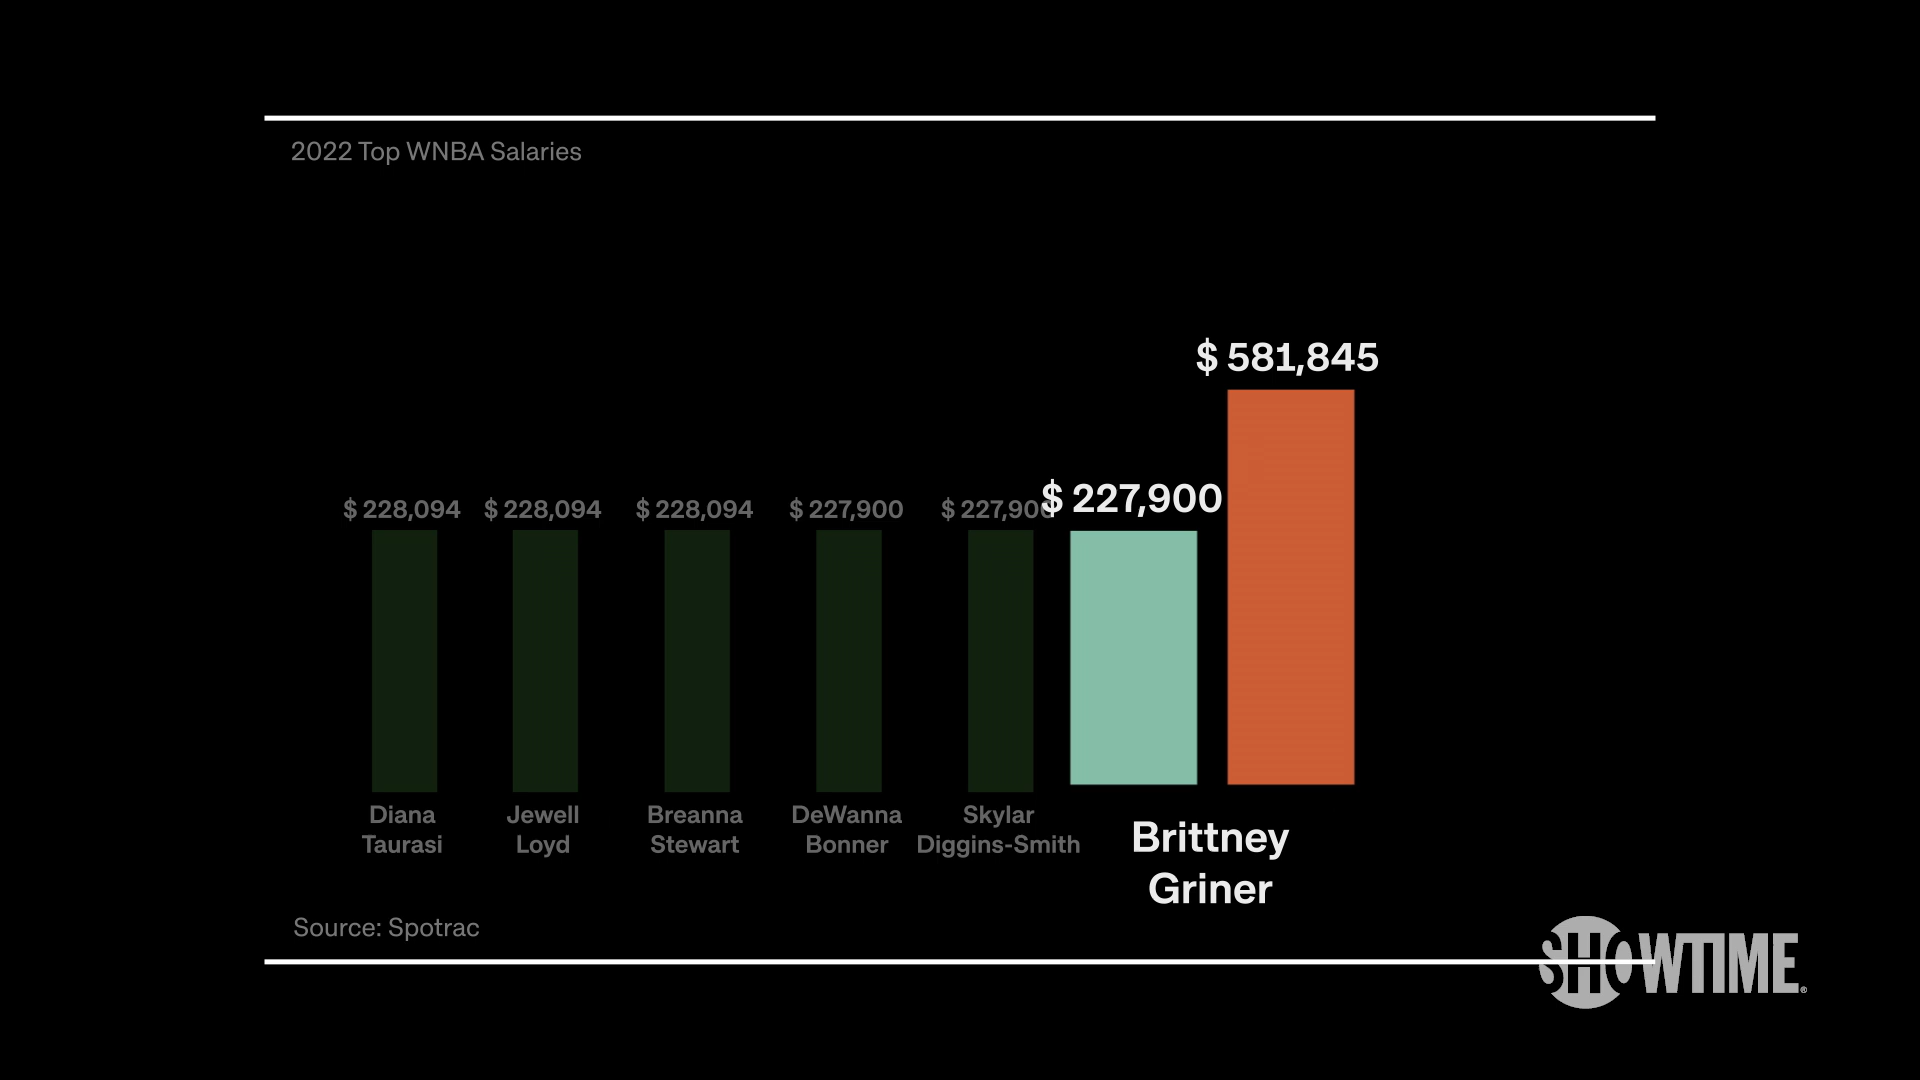 2022 Top WNBA Salaries
$ 581,845
$ 228,094
$ 228,094
$ 228,094
$ 227,900
$ 227,900
$ 227,900
Diana
Taurasi
Jewell
Loyd
Breanna
Stewart
DeWanna
Bonner
Skylar
Diggins-Smith
Brittney
Griner
Source: Spotrac
SHOWTIME®